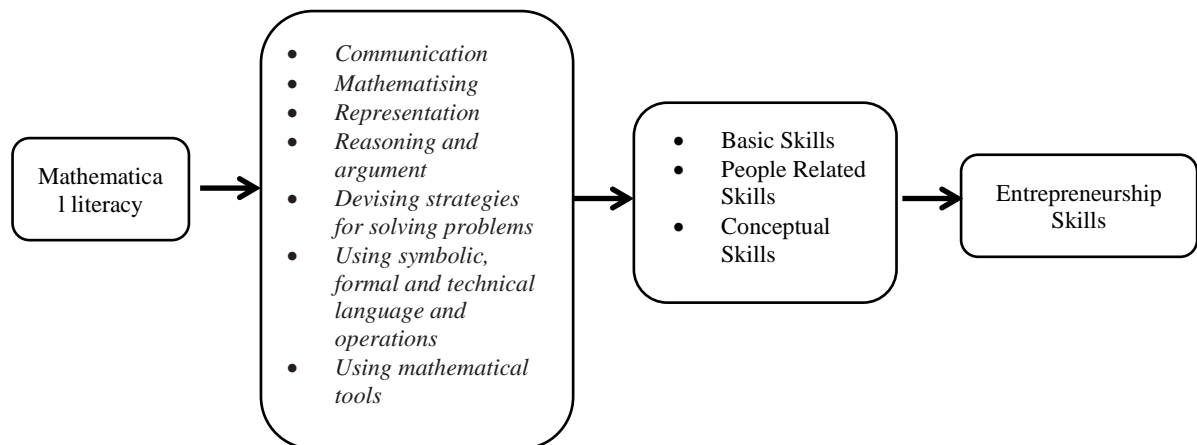 Mathematica
l literacy
• Communication
• Mathematising
• Representation
• Reasoning and
argument
• Devising strategies
for solving problems
• Using symbolic,
formal and technical
language and
operations
• Using mathematical
tools
• Basic Skills
• People Related
Skills
• Conceptual
Skills
Entrepreneurship
Skills